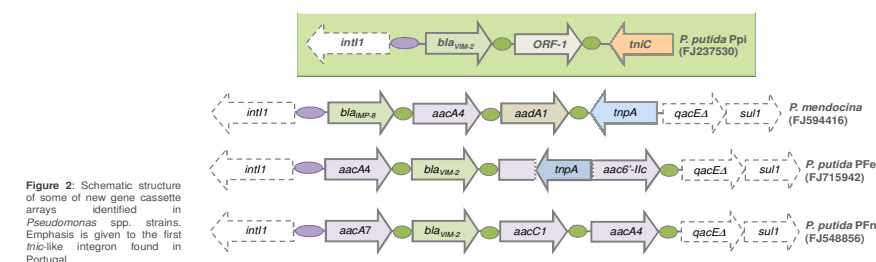 intI1 blaVIM-2 ORF-1 tniC P. putida Ppi
(FJ237530)
intI1 blaIMP-8 aacA4 aadA1 tnpA qacEΔ sul1 P. mendocina
(FJ594416)
intI1 aacA4 blaVIM-2 tnpA aac6'-IIc qacEΔ sul1 P. putida PFe
(FJ715942)
intI1 aacA7 blaVIM-2 aacC1 aacA4 qacEΔ sul1 P. putida PFn
(FJ548856)
Figure 2: Schematic structure
of some of new gene cassette
arrays identified in
Pseudomonas spp. strains.
Emphasis is given to the first
tnic-like integron found in
Portugal